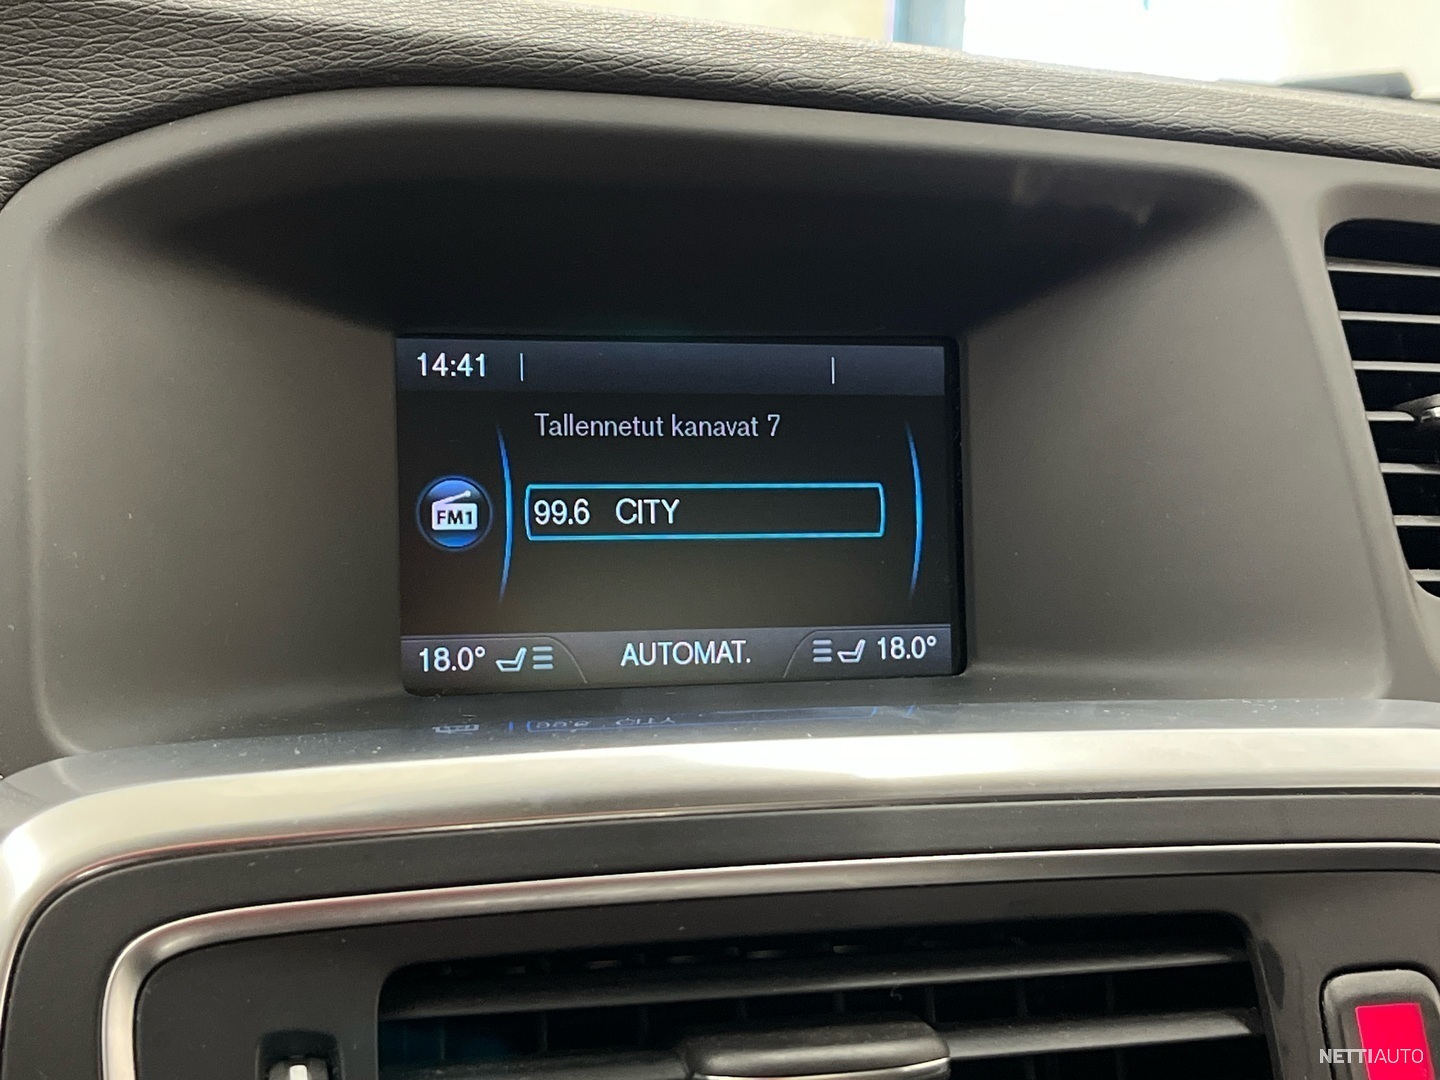 14:41
Tallennetut kanavat 7
FM1
99.6 CITY
18.0° AUTOMAT. 18.0°
NETTIAUTO